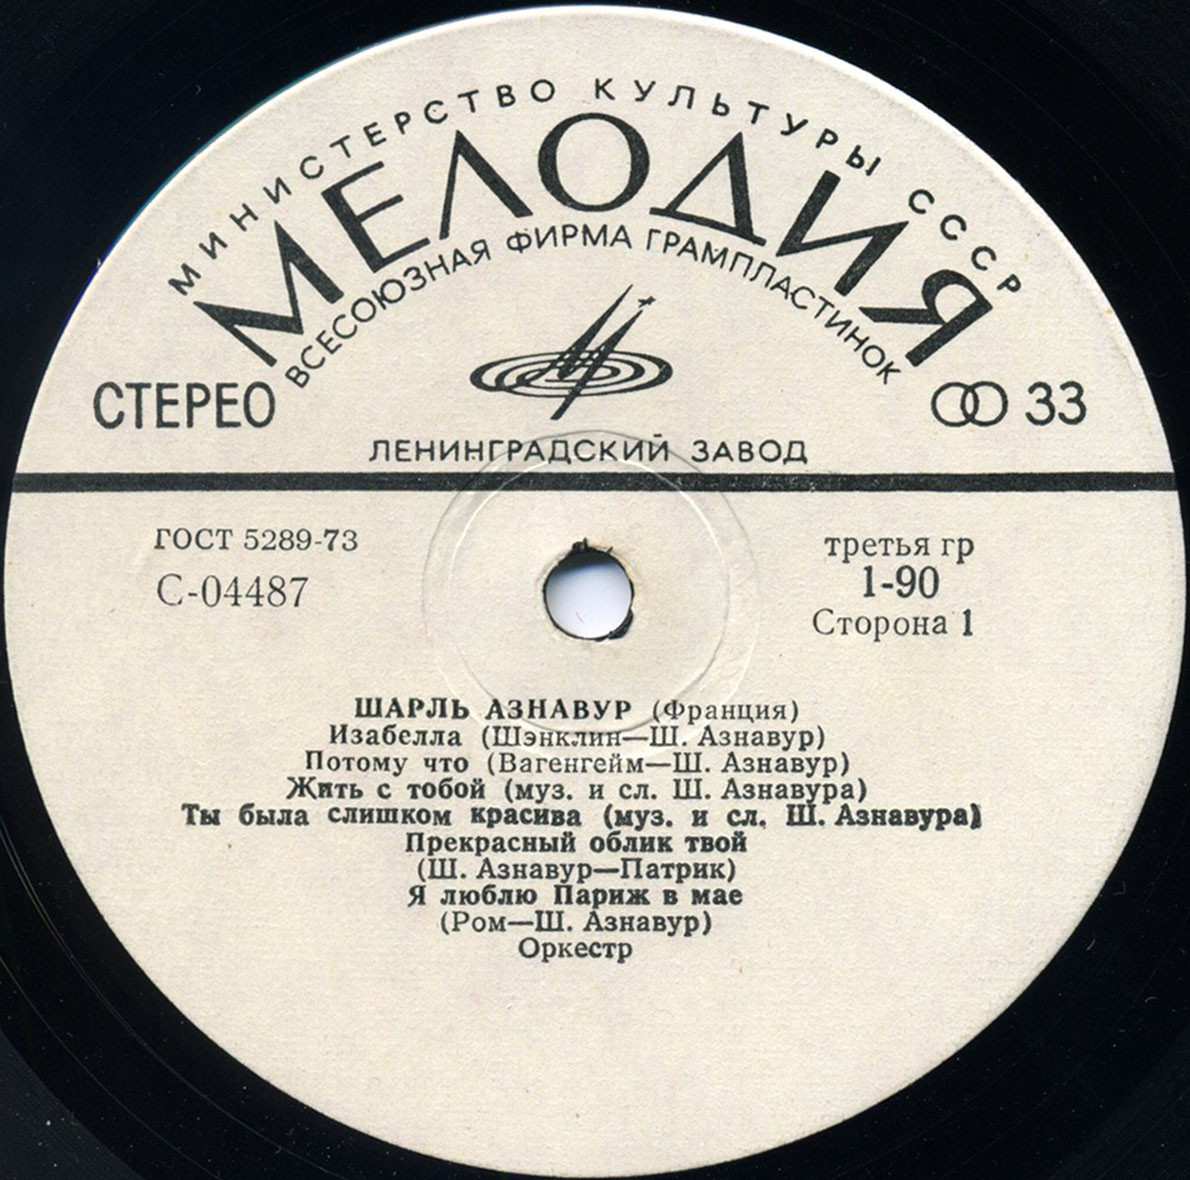 МИНИСТЕРСТВО КУЛЬТУРЫ СССР
МЕЛОДИЯ
ВСЕСОЮЗНАЯ ФИРМА ГРАМПЛАСТИНОК
СТЕРЕО
33
ЛЕНИНГРАДСКИЙ ЗАВОД
ГОСТ 5289-73
С-04487
третья гр
1-90
Сторона 1
ШАРЛЬ АЗНАВУР (Франция)
Изабелла (Шэнклин—Ш. Азнавур)
Потому что (Вагенгейм—Ш. Азнавур)
Жить с тобой (муз. и сл. Ш. Азнавура)
Ты была слишком красива (муз. и сл. Ш. Азнавура)
Прекрасный облик твой
(Ш. Азнавур—Патрик)
Я люблю Париж в мае
(Ром—Ш. Азнавур)
Оркестр